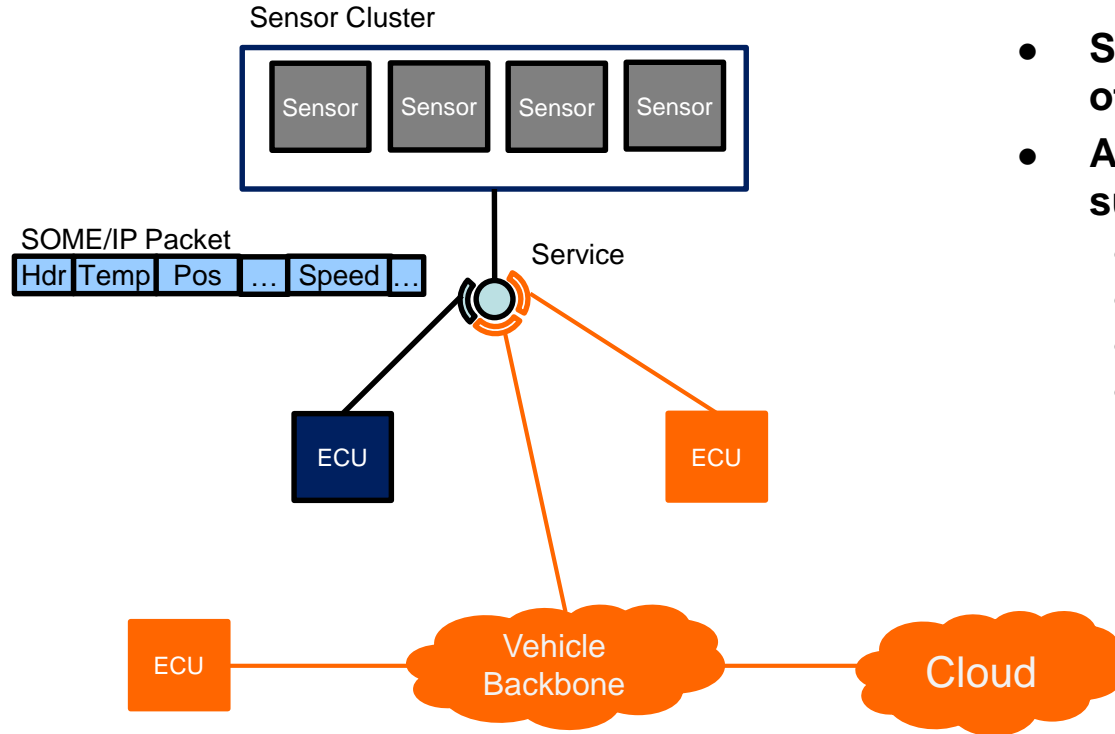 Sensor Cluster
Sensor Sensor Sensor Sensor
SOME/IP Packet
Hdr Temp Pos ... Speed ...
Service
ECU
ECU
ECU
Vehicle
Backbone
Cloud